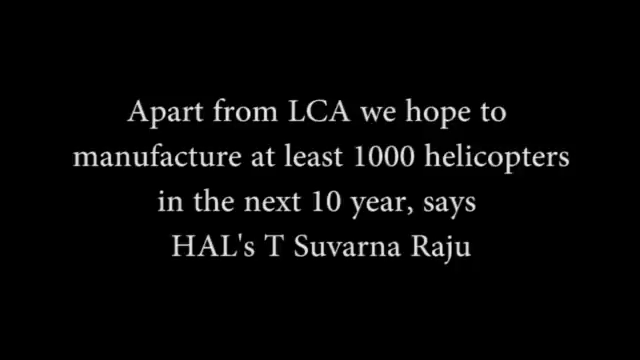 Apart from LCA we hope to
manufacture at least 1000 helicopters
in the next 10 year, says
HAL's T Suvarna Raju